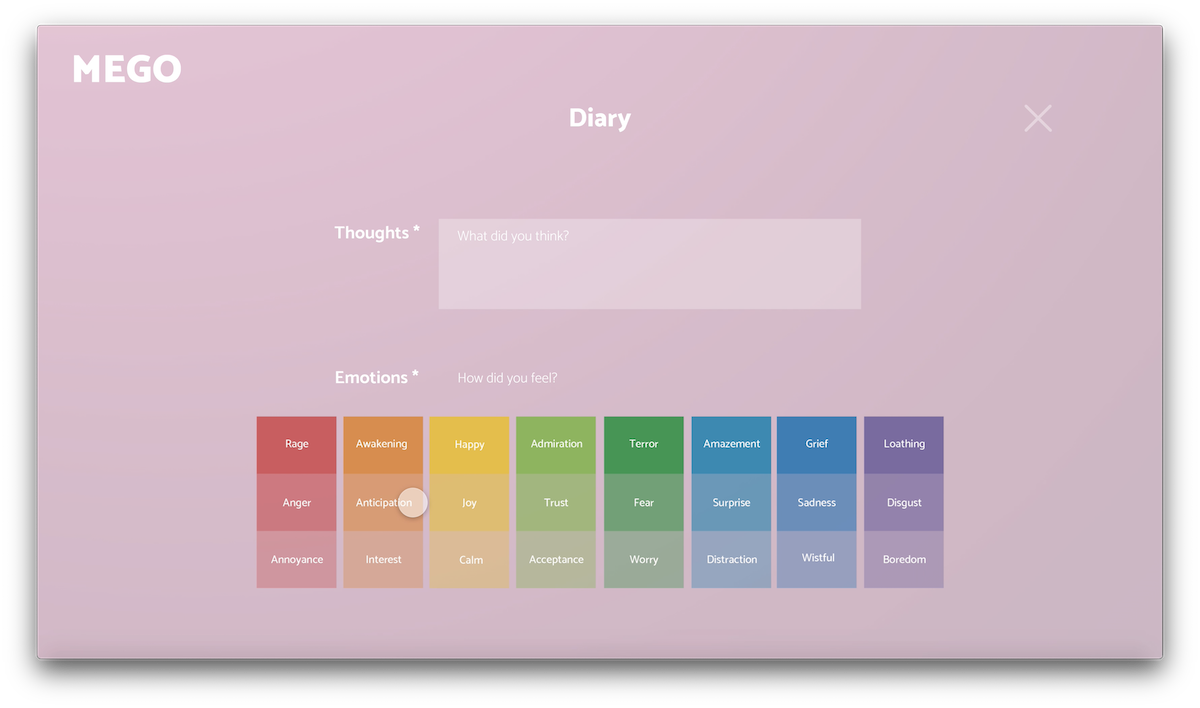 MEGO
Diary
Thoughts *
What did you think?
Emotions *
How did you feel?
Rage Awakening Happy Admiration Terror Amazement Grief Loathing
Anger Anticipation Joy Trust Fear Surprise Sadness Disgust
Annoyance Interest Calm Acceptance Worry Distraction Wistful Boredom